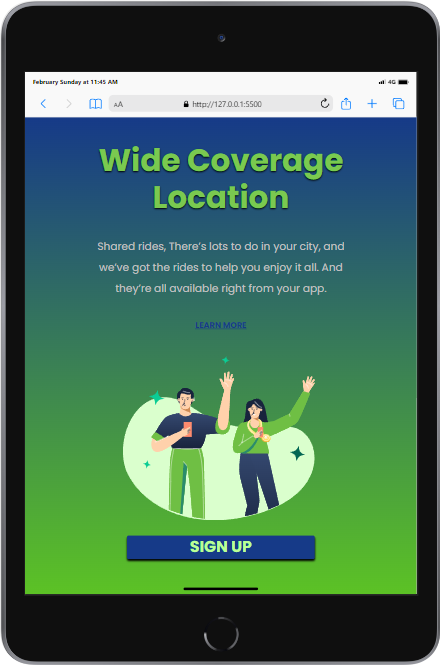 February Sunday at 11:45 AM
4G
AA
http://127.0.0.1:5500
Wide Coverage
Location
Shared rides, There's lots to do in your city, and
we've got the rides to help you enjoy it all. And
they're all available right from your app.
LEARN MORE
SIGN UP